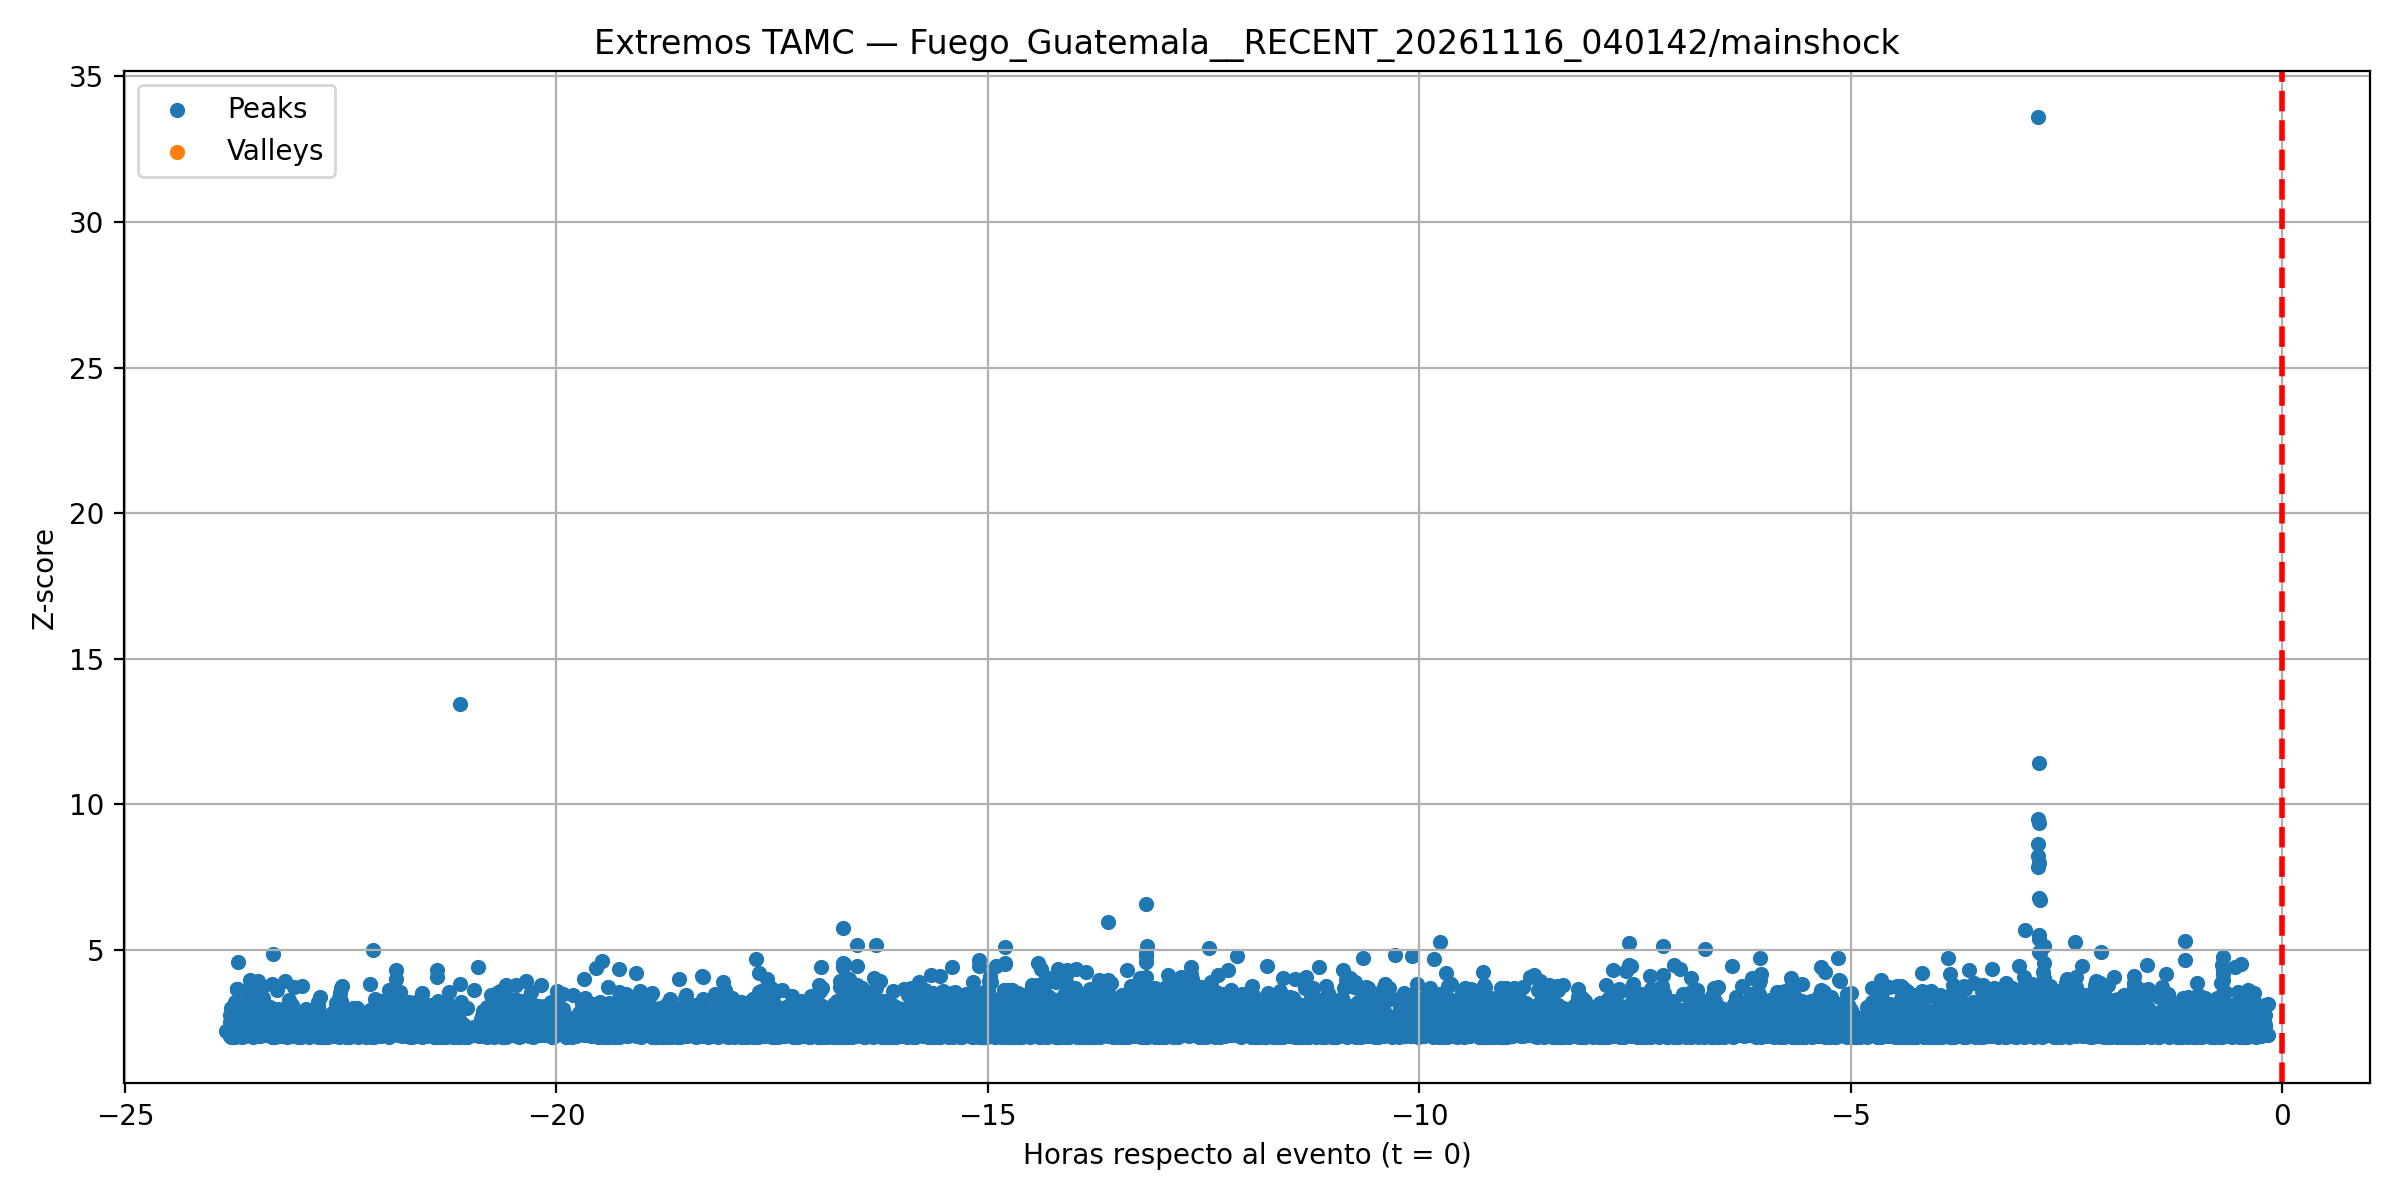 Extremos TAMC — Fuego_Guatemala__RECENT_20261116_040142/mainshock
Peaks
Valleys
35
30
25
20
15
10
5
Z-score
−25
−20
−15
−10
−5
0
Horas respecto al evento (t = 0)